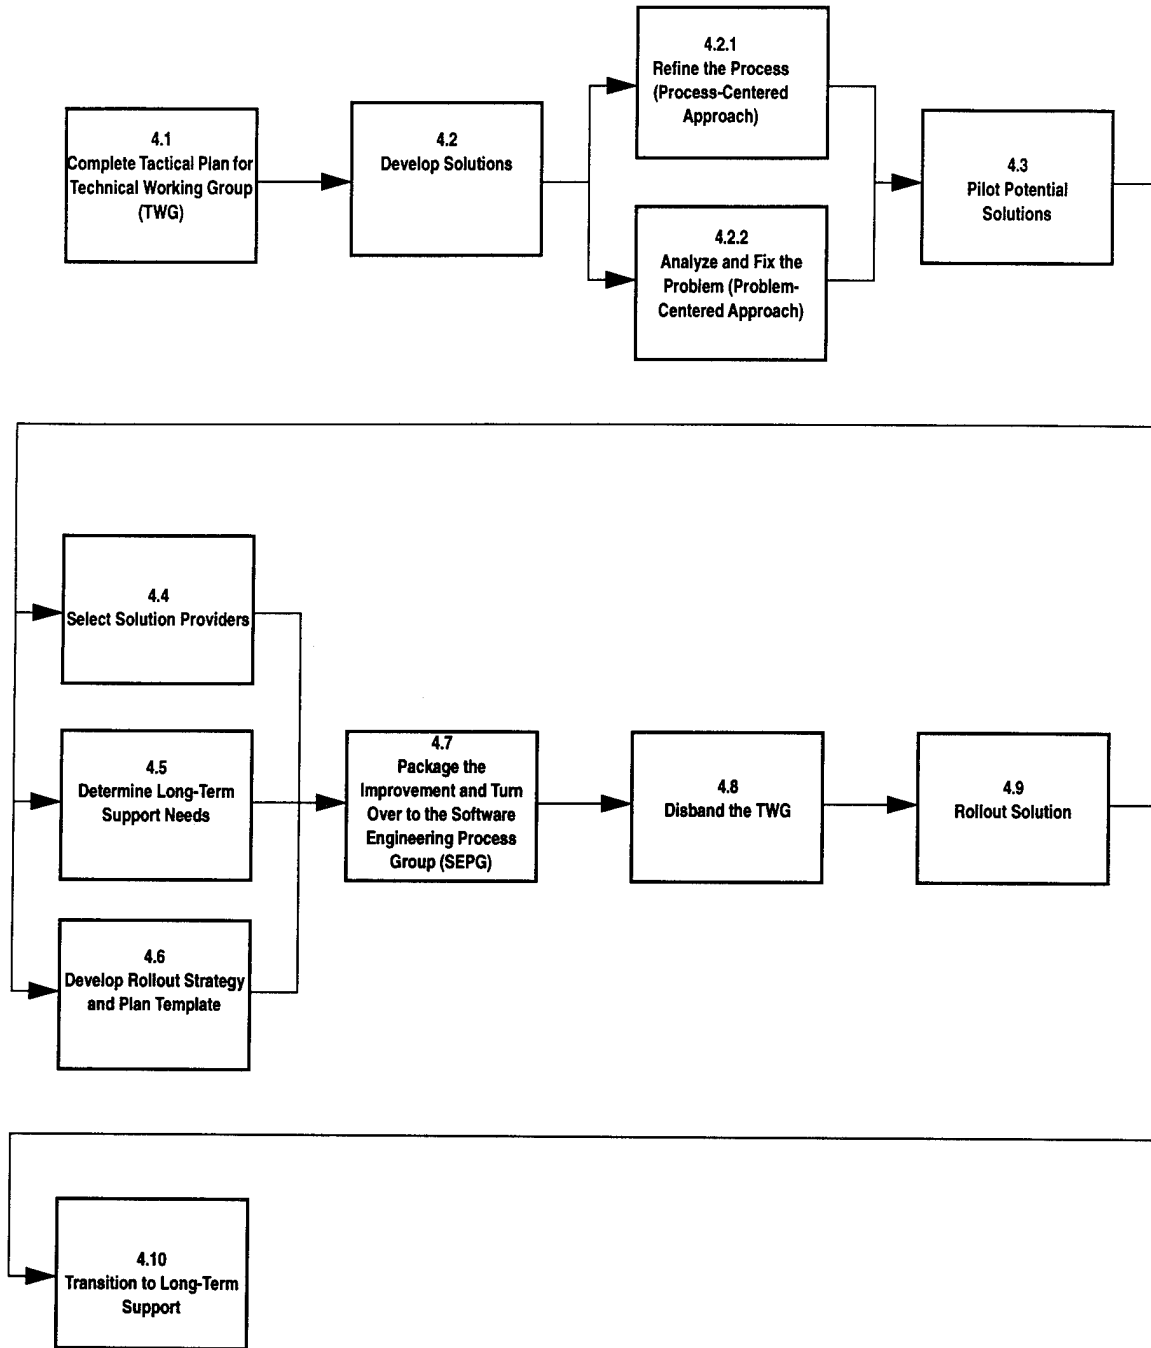 4.1
Complete Tactical Plan for
Technical Working Group
(TWG)
4.2
Develop Solutions
4.2.1
Refine the Process
(Process-Centered
Approach)
4.2.2
Analyze and Fix the
Problem (Problem-
Centered Approach)
4.3
Pilot Potential
Solutions
4.4
Select Solution Providers
4.5
Determine Long-Term
Support Needs
4.6
Develop Rollout Strategy
and Plan Template
4.7
Package the
Improvement and Turn
Over to the Software
Engineering Process
Group (SEPG)
4.8
Disband the TWG
4.9
Rollout Solution
4.10
Transition to Long-Term
Support